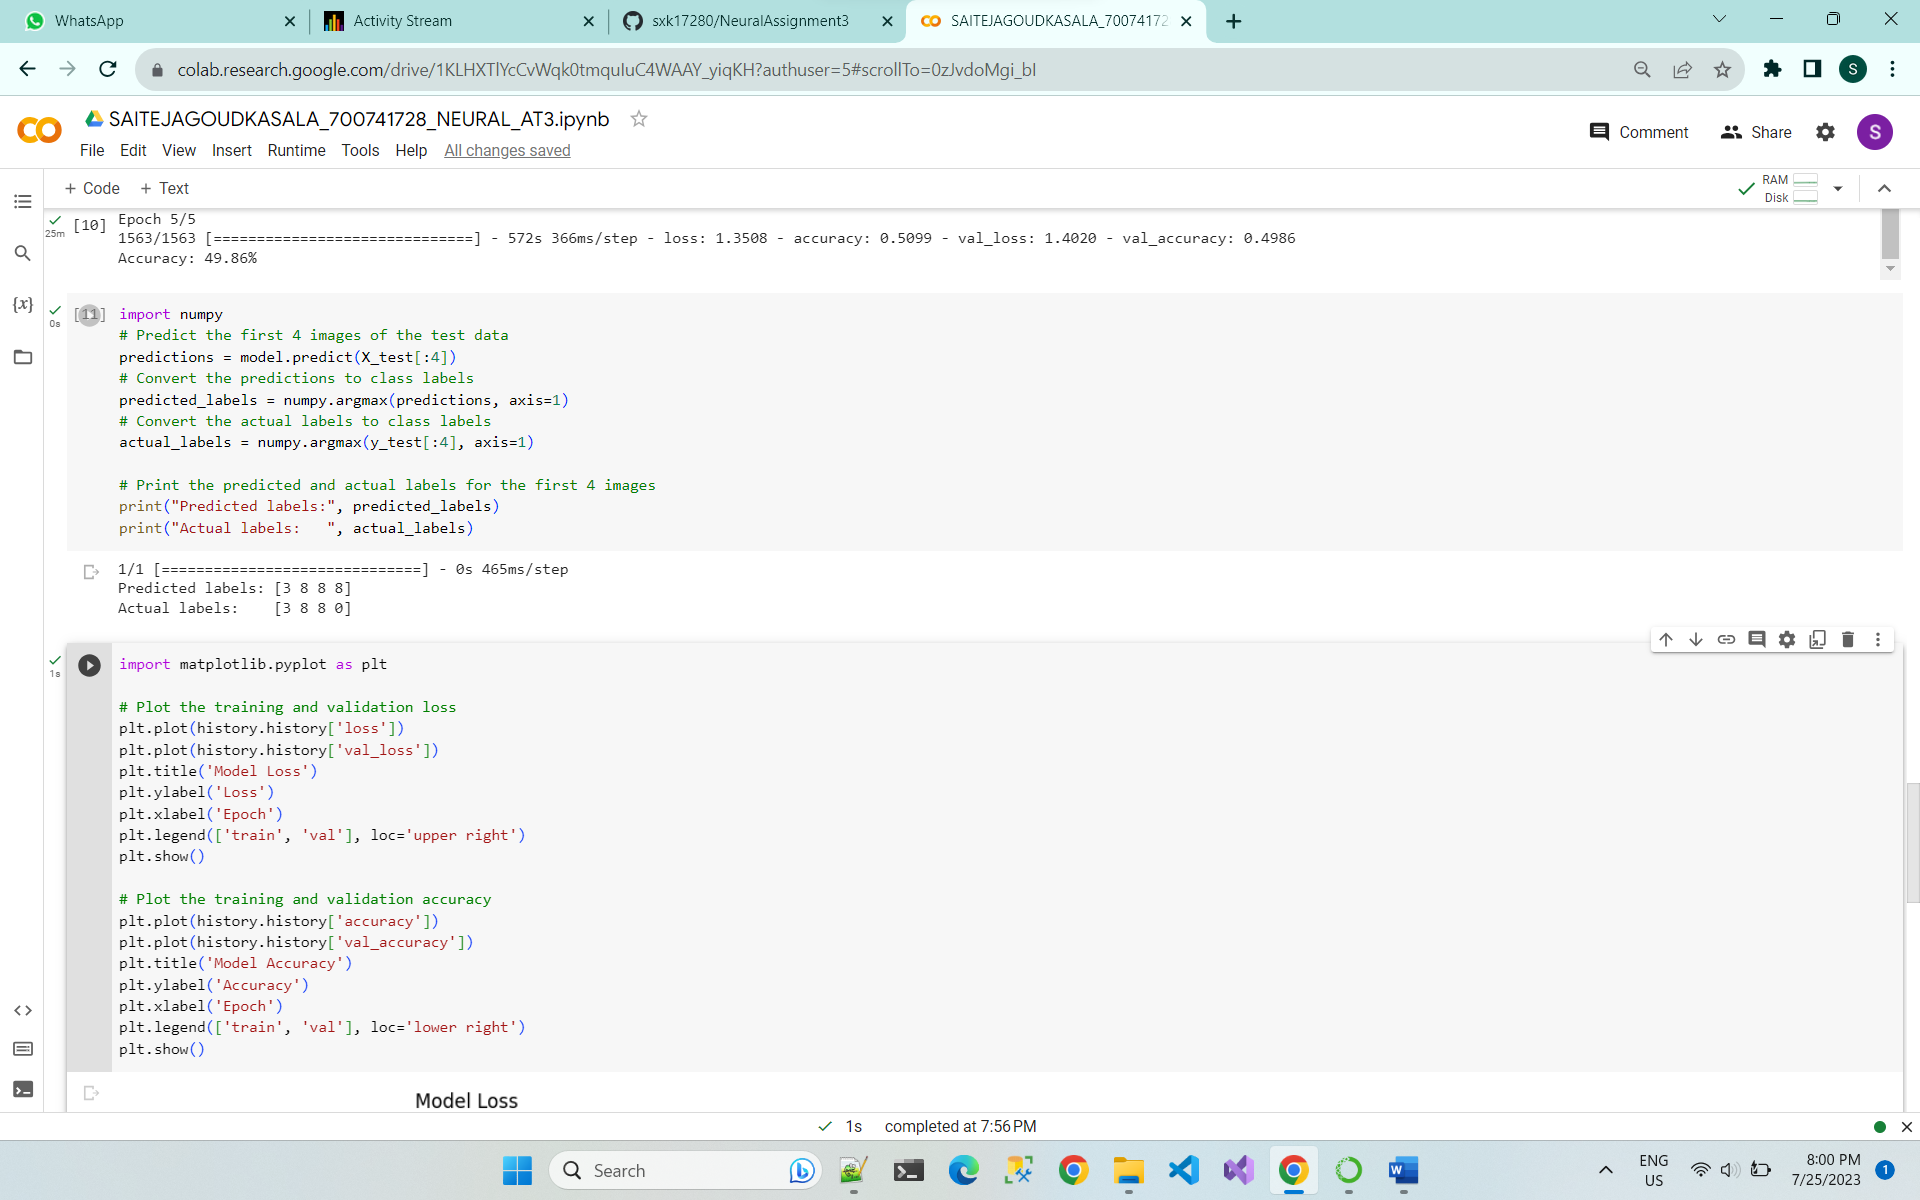 WhatsApp
Activity Stream
sxk17280/NeuralAssignment3
SAITEJAGOUDKASALA_70074172
colab.research.google.com/drive/1KLHXTlYcCvWqk0tmquIuC4WAAY_yiqKH?authuser=5#scrollTo=0zJvdoMgi_bI
S
SAITEJAGOUDKASALA_700741728_NEURAL_AT3.ipynb
File Edit View Insert Runtime Tools Help All changes saved
Comment Share S
+ Code + Text
RAM
Disk
[10] Epoch 5/5
25m
1563/1563 [==============================] - 572s 366ms/step - loss: 1.3508 - accuracy: 0.5099 - val_loss: 1.4020 - val_accuracy: 0.4986
Accuracy: 49.86%
{x}
0s
[11] import numpy
# Predict the first 4 images of the test data
predictions = model.predict(X_test[:4])
# Convert the predictions to class labels
predicted_labels = numpy.argmax(predictions, axis=1)
# Convert the actual labels to class labels
actual_labels = numpy.argmax(y_test[:4], axis=1)
# Print the predicted and actual labels for the first 4 images
print("Predicted labels:", predicted_labels)
print("Actual labels:   ", actual_labels)
1/1 [==============================] - 0s 465ms/step
Predicted labels: [3 8 8 8]
Actual labels:    [3 8 8 0]
1s
import matplotlib.pyplot as plt
# Plot the training and validation loss
plt.plot(history.history['loss'])
plt.plot(history.history['val_loss'])
plt.title('Model Loss')
plt.ylabel('Loss')
plt.xlabel('Epoch')
plt.legend(['train', 'val'], loc='upper right')
plt.show()
# Plot the training and validation accuracy
plt.plot(history.history['accuracy'])
plt.plot(history.history['val_accuracy'])
plt.title('Model Accuracy')
plt.ylabel('Accuracy')
plt.xlabel('Epoch')
plt.legend(['train', 'val'], loc='lower right')
plt.show()
Model Loss
1s completed at 7:56 PM
Search
ENG
US
8:00 PM
7/25/2023
1